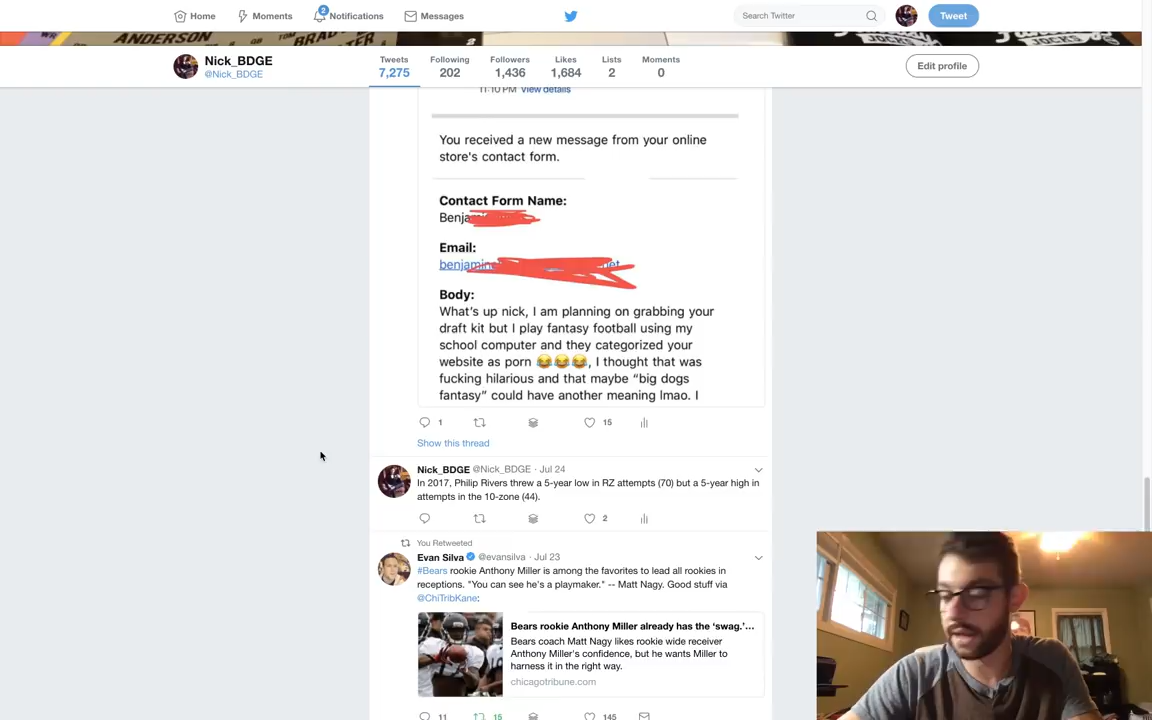 Home
Moments
2
Notifications
Messages
Search Twitter
Tweet
ANDERSON
QB
TOM
BRADY
Nick_BDGE
@Nick_BDGE
Tweets
7,275
Following
202
Followers
1,436
Likes
1,684
Lists
2
Moments
0
Edit profile
11:10 PM View details
You received a new message from your online
store's contact form.
Contact Form Name:
Benja
Email:
benjamin
et
Body:
What's up nick, I am planning on grabbing your
draft kit but I play fantasy football using my
school computer and they categorized your
website as porn 😂😂😂, I thought that was
fucking hilarious and that maybe “big dogs
fantasy” could have another meaning lmao. I
1
15
Show this thread
Nick_BDGE @Nick_BDGE · Jul 24
In 2017, Philip Rivers threw a 5-year low in RZ attempts (70) but a 5-year high in
attempts in the 10-zone (44).
2
You Retweeted
Evan Silva @evansilva · Jul 23
#Bears rookie Anthony Miller is among the favorites to lead all rookies in
receptions. "You can see he's a playmaker." -- Matt Nagy. Good stuff via
@ChiTribKane:
Bears rookie Anthony Miller already has the ‘swag.’...
Bears coach Matt Nagy likes rookie wide receiver
Anthony Miller's confidence, but he wants Miller to
harness it in the right way.
chicagotribune.com
11
15
145